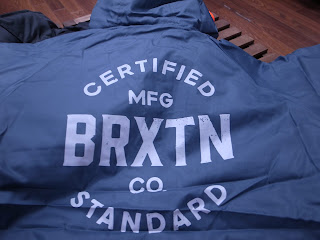 CERTIFIED
MFG
BRXTN
CO.
STANDARD